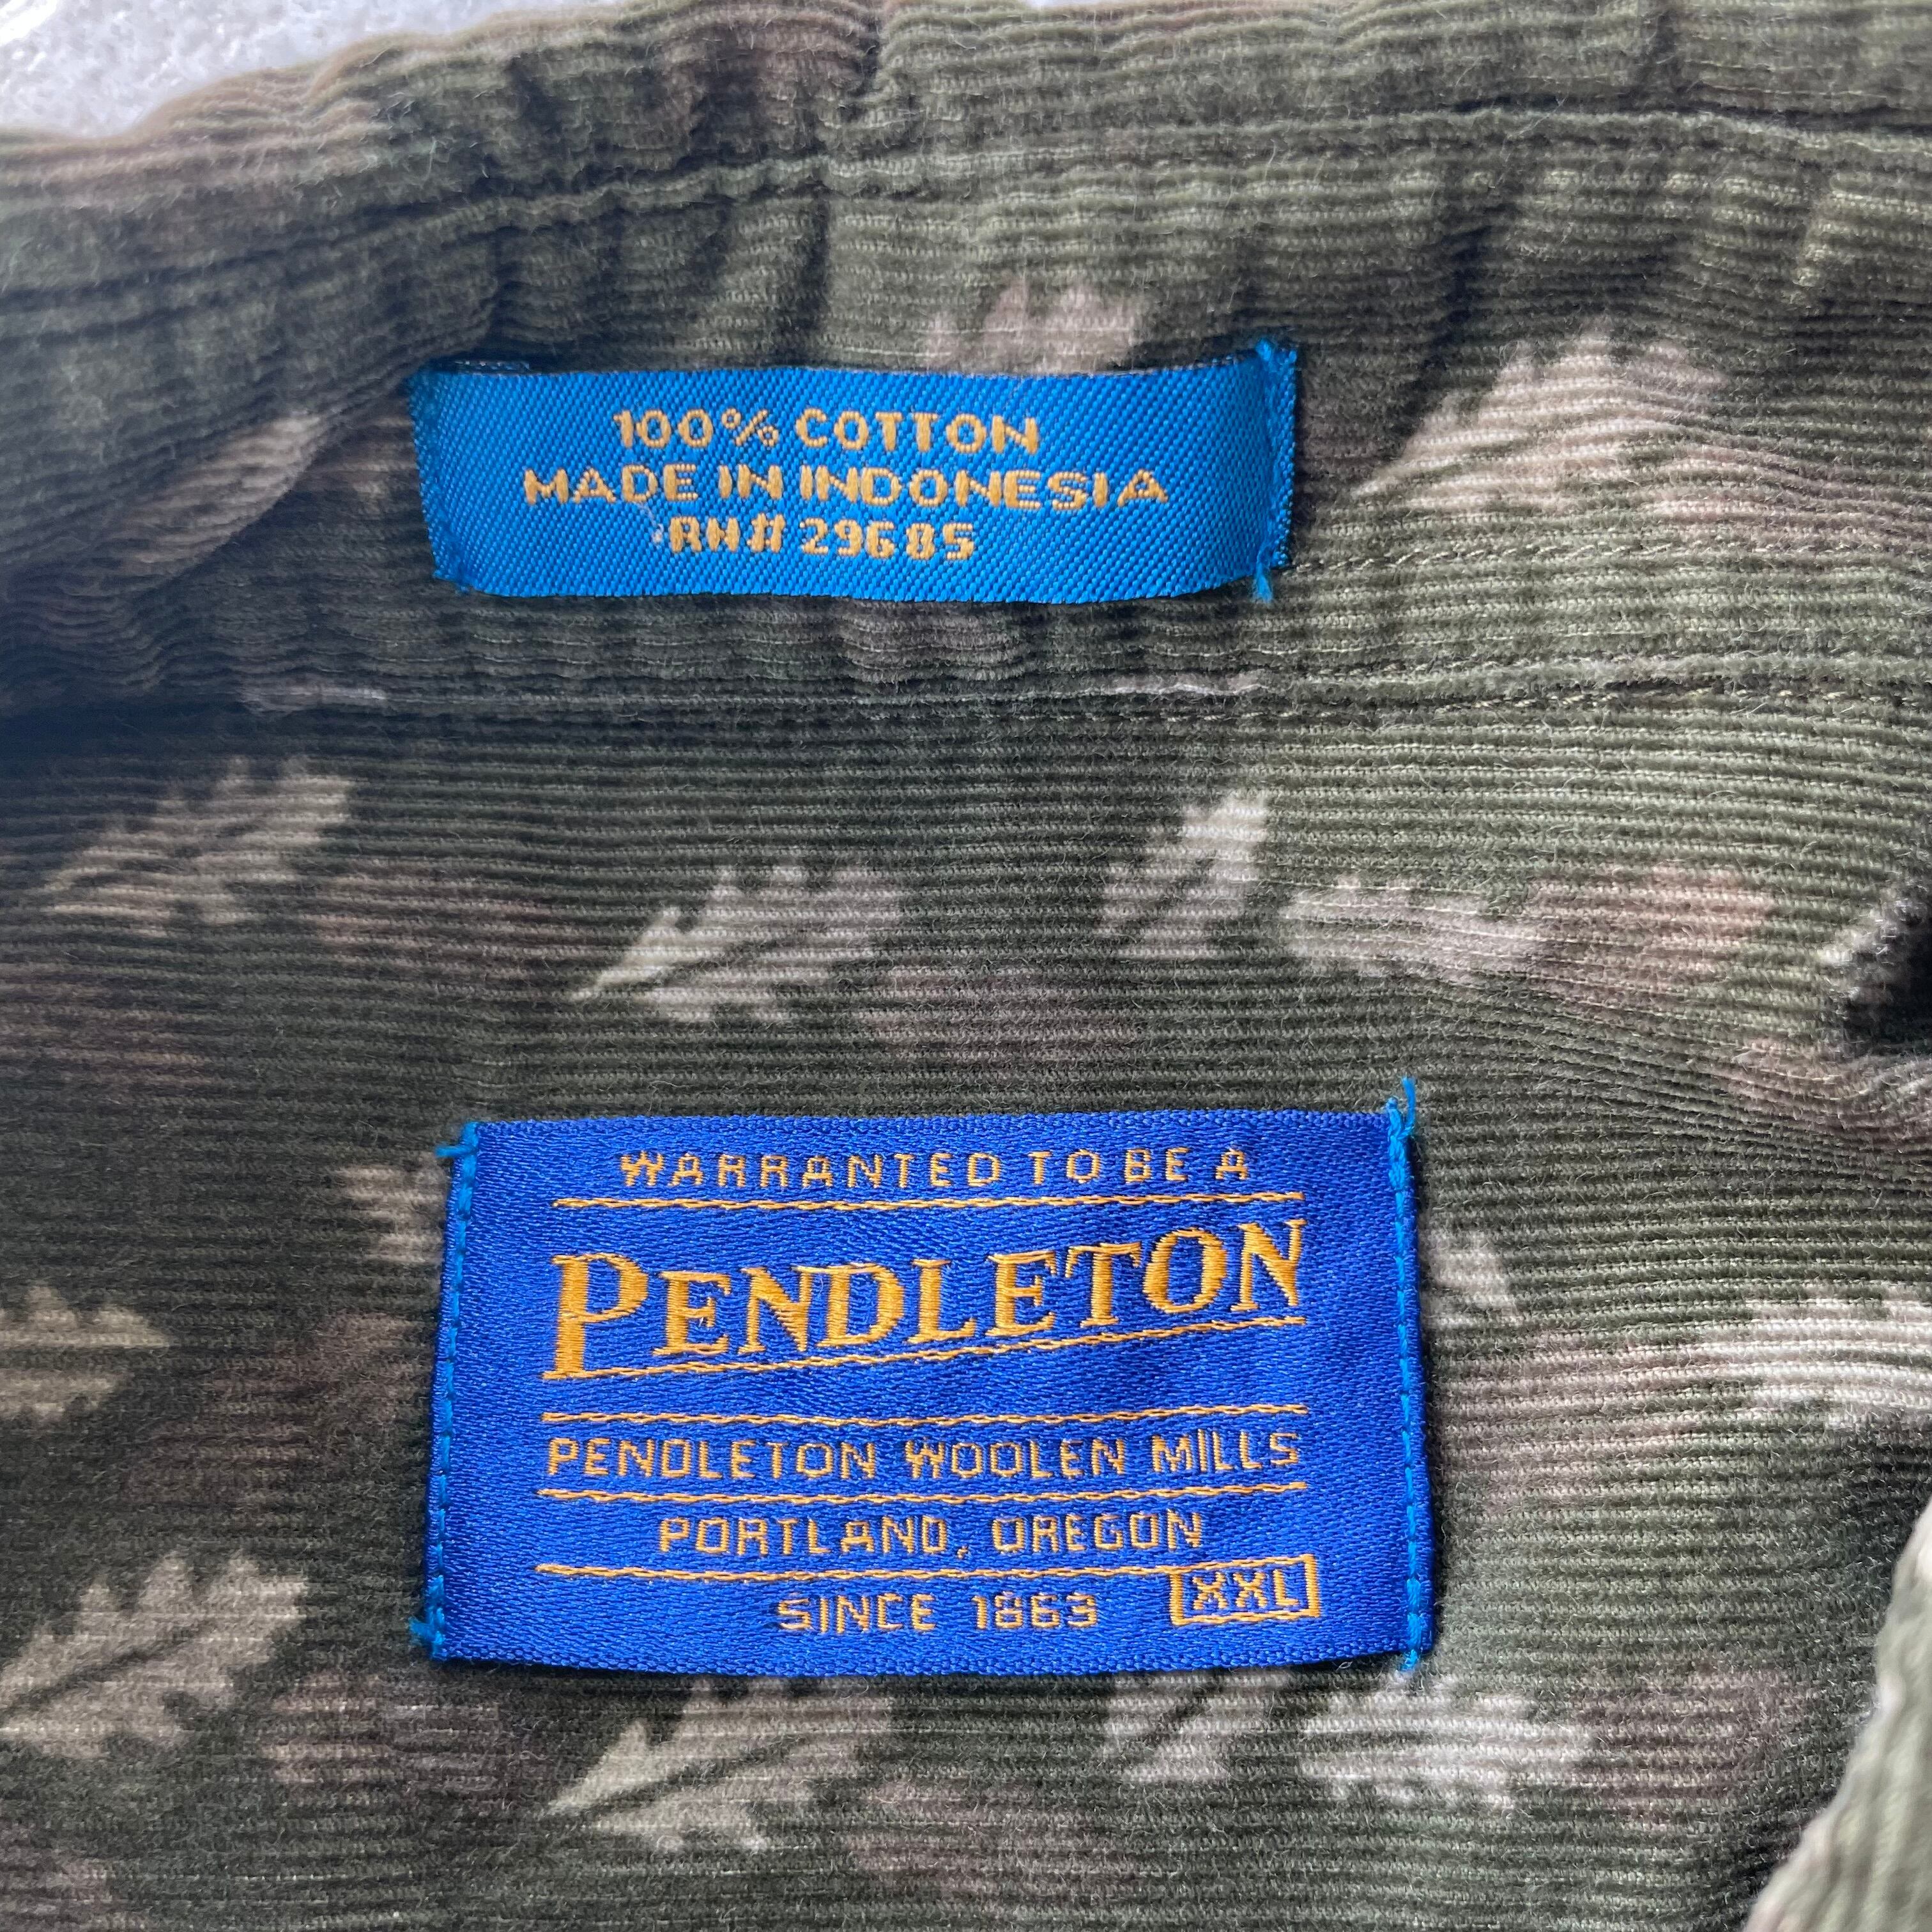 100% COTTON
MADE IN INDONESIA
RN# 29685
WARRANTED TO BE A
PENDLETON
PENDLETON WOOLEN MILLS
PORTLAND, OREGON
SINCE 1863 XXL